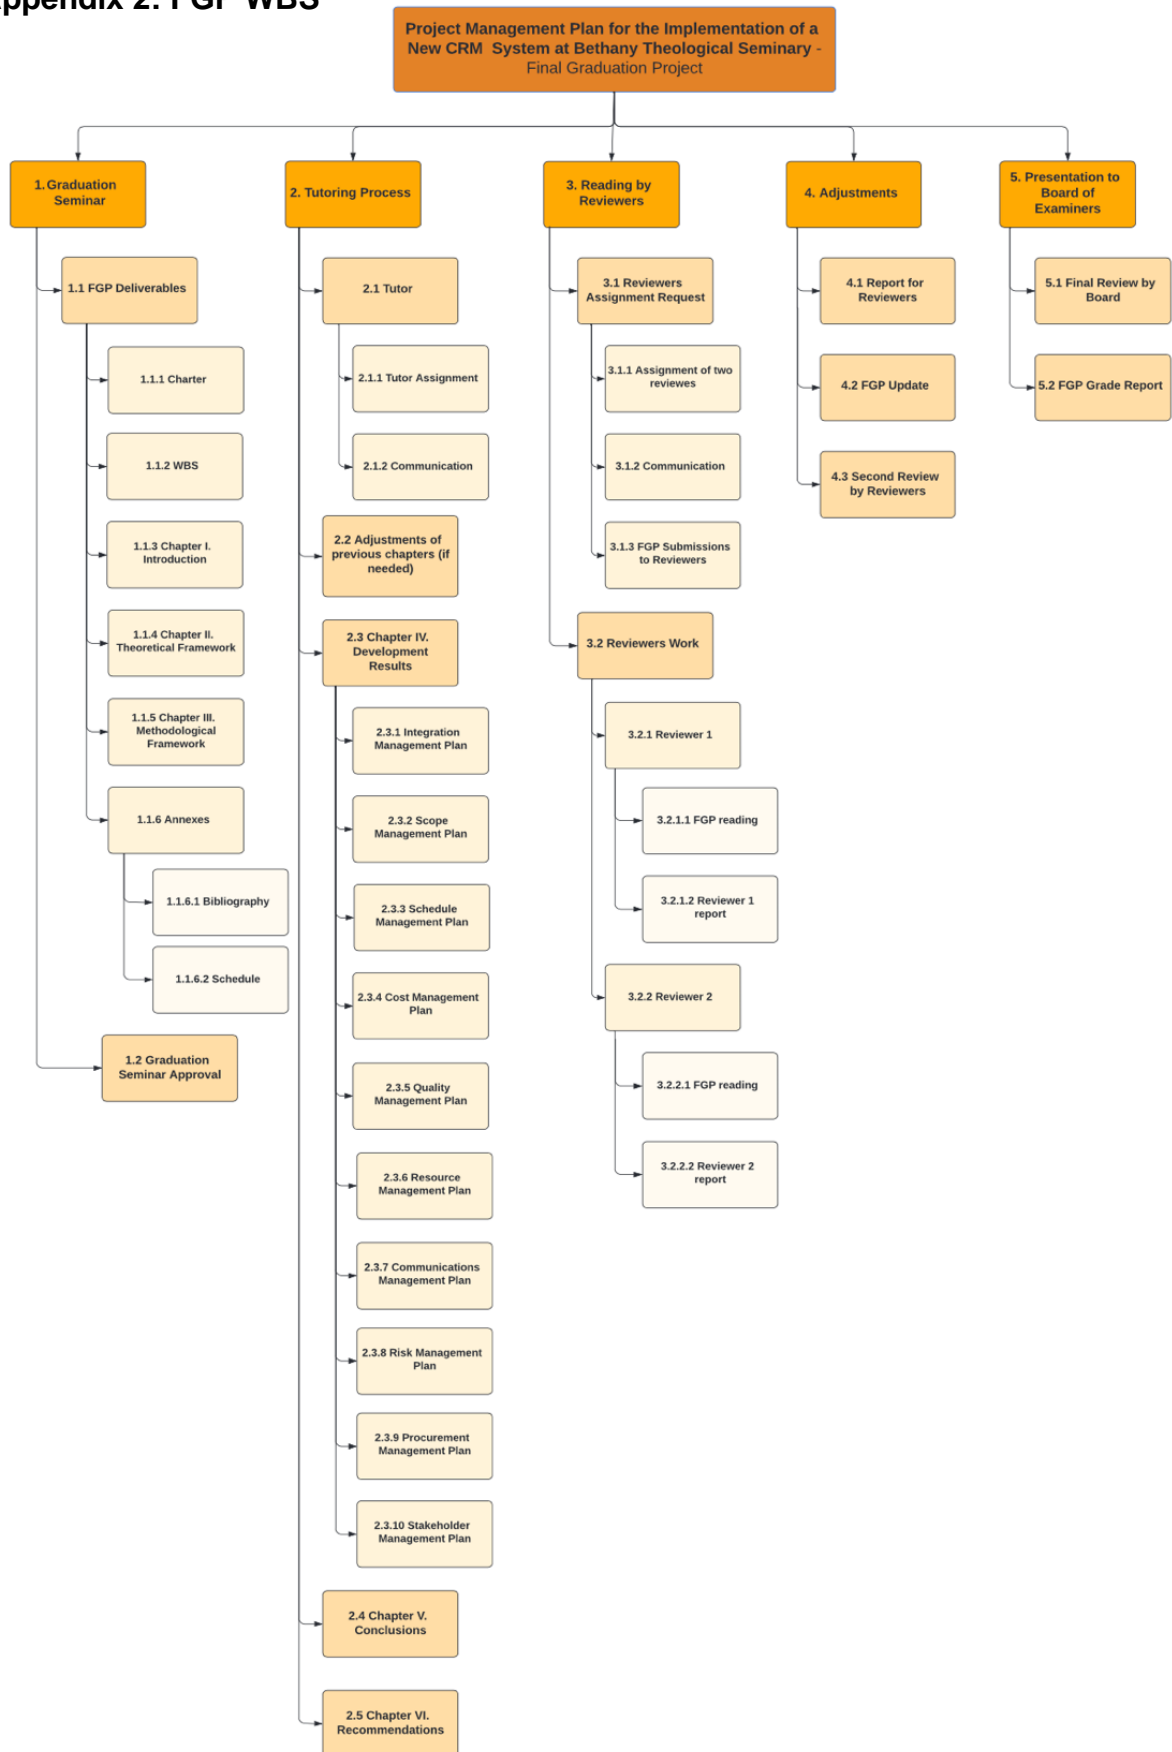 Appendix 2: FGP WBS
Project Management Plan for the Implementation of a
New CRM System at Bethany Theological Seminary -
Final Graduation Project
1. Graduation
Seminar
1.1 FGP Deliverables
1.1.1 Charter
1.1.2 WBS
1.1.3 Chapter I.
Introduction
1.1.4 Chapter II.
Theoretical Framework
1.1.5 Chapter III.
Methodological
Framework
1.1.6 Annexes
1.1.6.1 Bibliography
1.1.6.2 Schedule
1.2 Graduation
Seminar Approval
2. Tutoring Process
2.1 Tutor
2.1.1 Tutor Assignment
2.1.2 Communication
2.2 Adjustments of
previous chapters (if
needed)
2.3 Chapter IV.
Development
Results
2.3.1 Integration
Management Plan
2.3.2 Scope
Management Plan
2.3.3 Schedule
Management Plan
2.3.4 Cost Management
Plan
2.3.5 Quality
Management Plan
2.3.6 Resource
Management Plan
2.3.7 Communications
Management Plan
2.3.8 Risk Management
Plan
2.3.9 Procurement
Management Plan
2.3.10 Stakeholder
Management Plan
2.4 Chapter V.
Conclusions
2.5 Chapter VI.
Recommendations
3. Reading by
Reviewers
3.1 Reviewers
Assignment Request
3.1.1 Assignment of two
reviewes
3.1.2 Communication
3.1.3 FGP Submissions
to Reviewers
3.2 Reviewers Work
3.2.1 Reviewer 1
3.2.1.1 FGP reading
3.2.1.2 Reviewer 1
report
3.2.2 Reviewer 2
3.2.2.1 FGP reading
3.2.2.2 Reviewer 2
report
4. Adjustments
4.1 Report for
Reviewers
4.2 FGP Update
4.3 Second Review
by Reviewers
5. Presentation to
Board of
Examiners
5.1 Final Review by
Board
5.2 FGP Grade Report